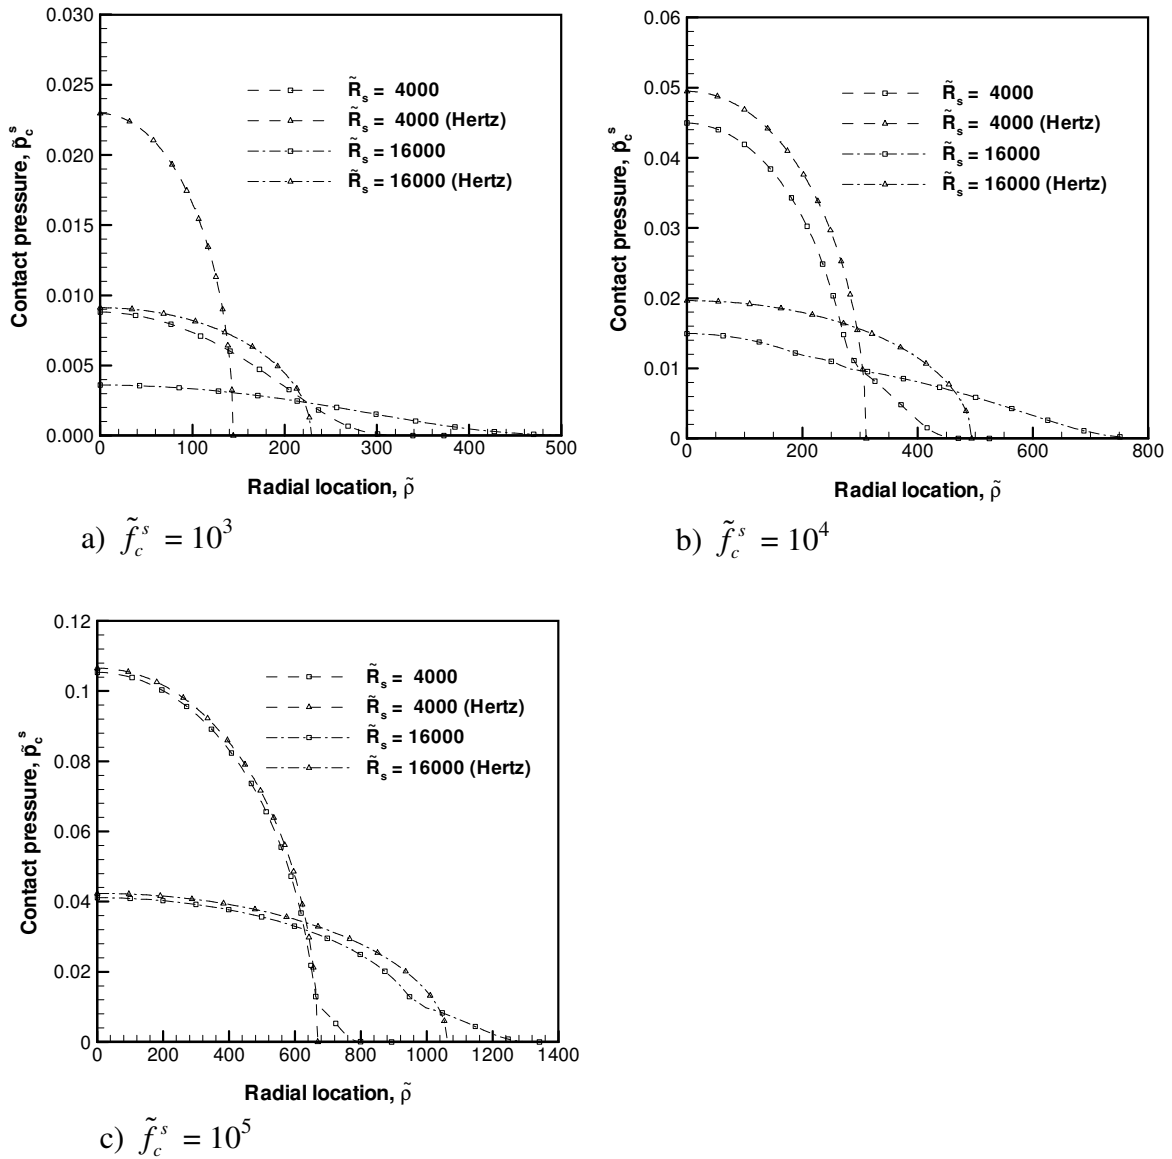 0.030
0.025
0.020
0.015
0.010
0.005
0.000
Contact pressure, p̃cˢ
R̃s = 4000
R̃s = 4000 (Hertz)
R̃s = 16000
R̃s = 16000 (Hertz)
0 100 200 300 400 500
Radial location, ρ̃
a) f̃cˢ = 10³
0.06
0.05
0.04
0.03
0.02
0.01
0
Contact pressure, p̃cˢ
R̃s = 4000
R̃s = 4000 (Hertz)
R̃s = 16000
R̃s = 16000 (Hertz)
200 400 600 800
Radial location, ρ̃
b) f̃cˢ = 10⁴
0.12
0.1
0.08
0.06
0.04
0.02
0
Contact pressure, p̃cˢ
R̃s = 4000
R̃s = 4000 (Hertz)
R̃s = 16000
R̃s = 16000 (Hertz)
0 200 400 600 800 1000 1200 1400
Radial location, ρ̃
c) f̃cˢ = 10⁵